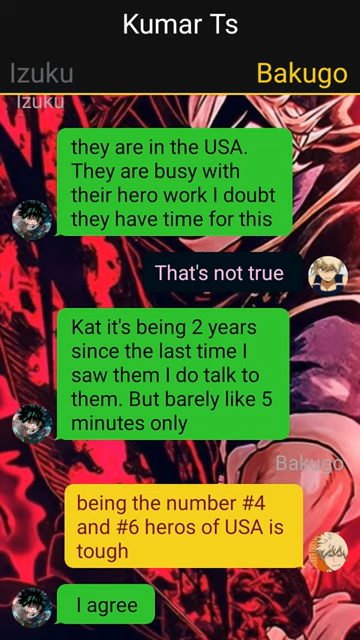 Kumar Ts
Izuku
Bakugo
Izuku
they are in the USA.
They are busy with
their hero work I doubt
they have time for this
That's not true
Kat it's being 2 years
since the last time I
saw them I do talk to
them. But barely like 5
minutes only
Bakugo
being the number #4
and #6 heros of USA is
tough
I agree